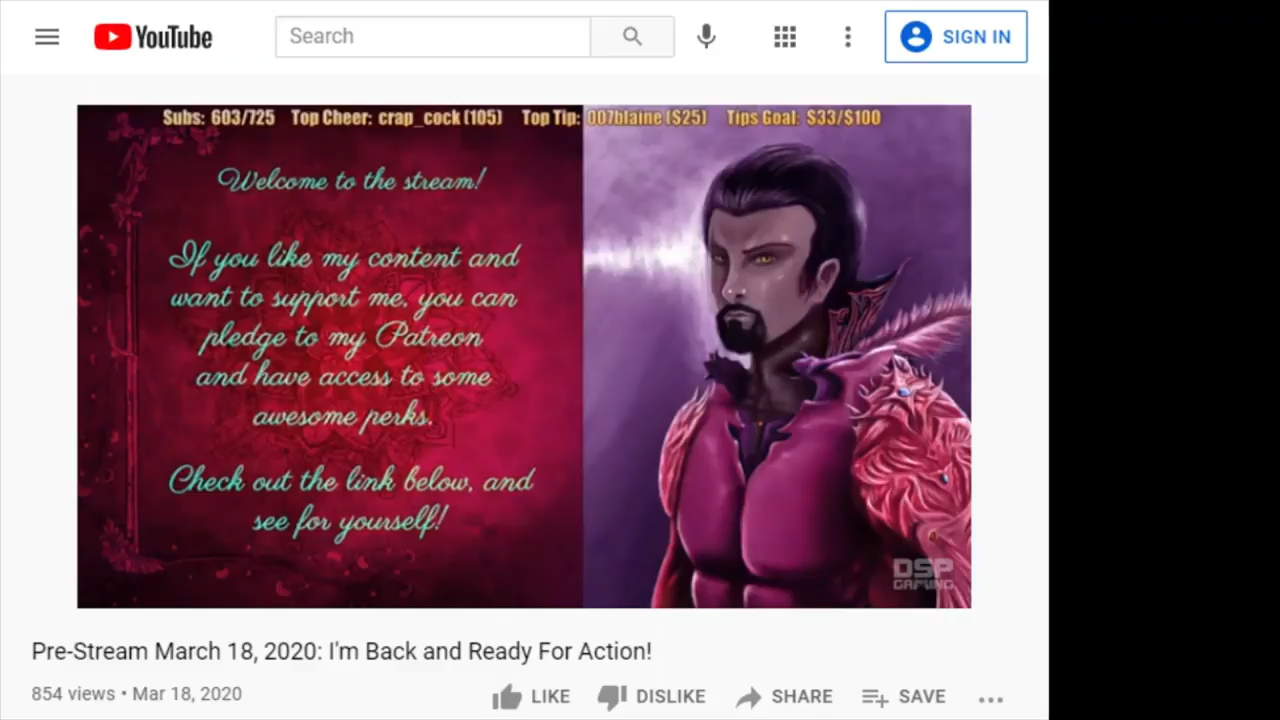 YouTube
Search
SIGN IN
Subs: 603/725 Top Cheer: crap_cock (105) Top Tip: 007blaine ($25) Tips Goal: $33/$100
Welcome to the stream!
If you like my content and
want to support me, you can
pledge to my Patreon
and have access to some
awesome perks.
Check out the link below, and
see for yourself!
DSP
GAMING
Pre-Stream March 18, 2020: I'm Back and Ready For Action!
854 views • Mar 18, 2020
LIKE
DISLIKE
SHARE
SAVE